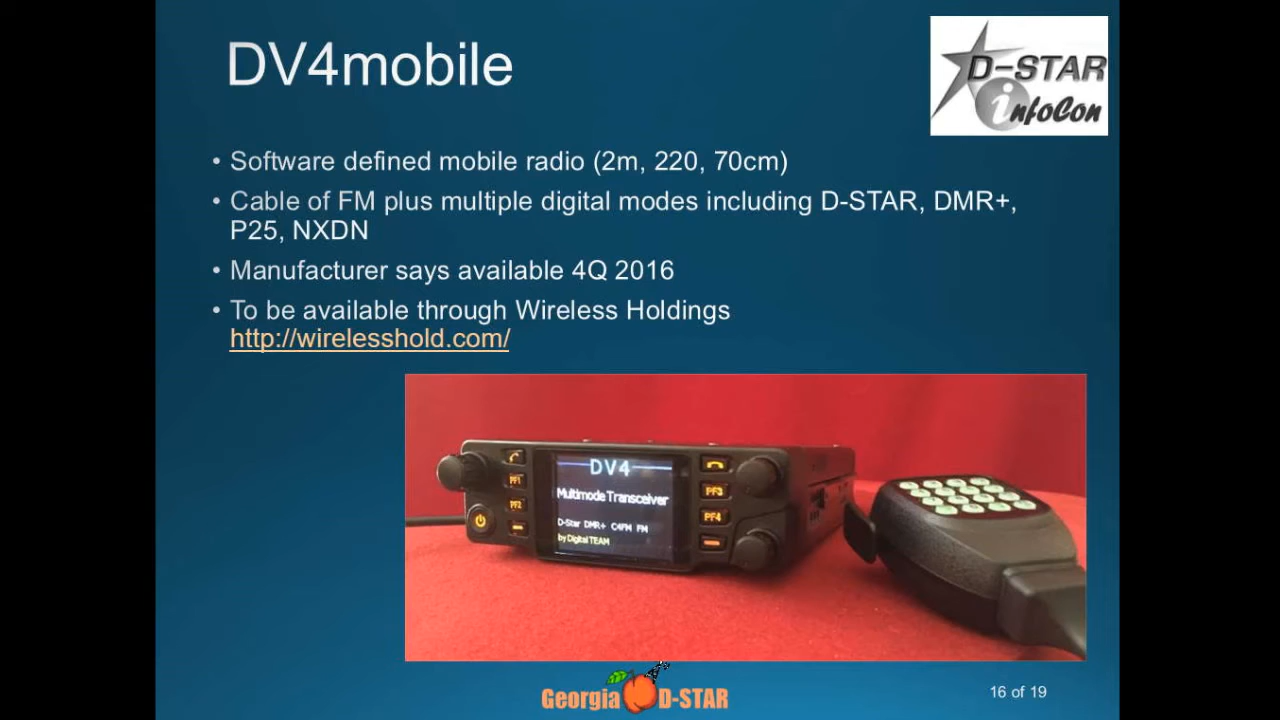 DV4mobile
D-STAR
infoCon
• Software defined mobile radio (2m, 220, 70cm)
• Cable of FM plus multiple digital modes including D-STAR, DMR+,
P25, NXDN
• Manufacturer says available 4Q 2016
• To be available through Wireless Holdings
http://wirelesshold.com/
DV4
Multimode Transceiver
D-Star DMR+ C4FM FM
by Digital TEAM
PF1
PF2
PF3
PF4
Georgia D-STAR
16 of 19